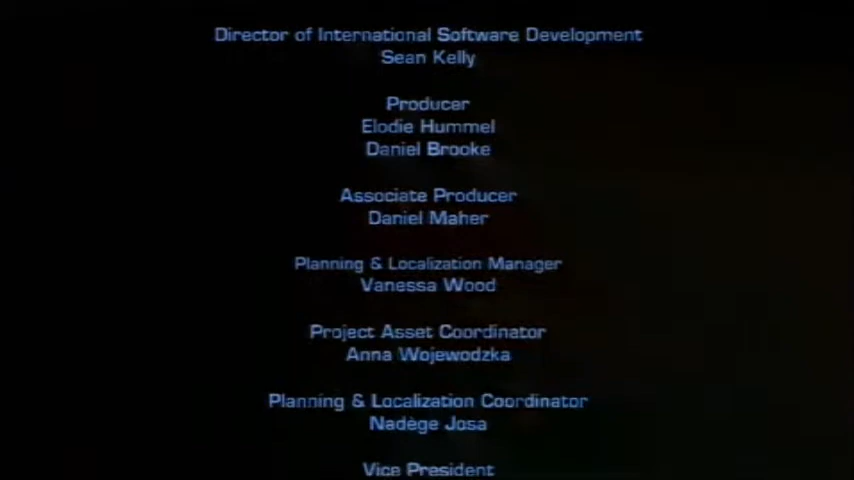 Director of International Software Development
Sean Kelly
Producer
Elodie Hummel
Daniel Brooke
Associate Producer
Daniel Maher
Planning & Localization Manager
Vanessa Wood
Project Asset Coordinator
Anna Wojewodzka
Planning & Localization Coordinator
Nadège Josa
Vice President